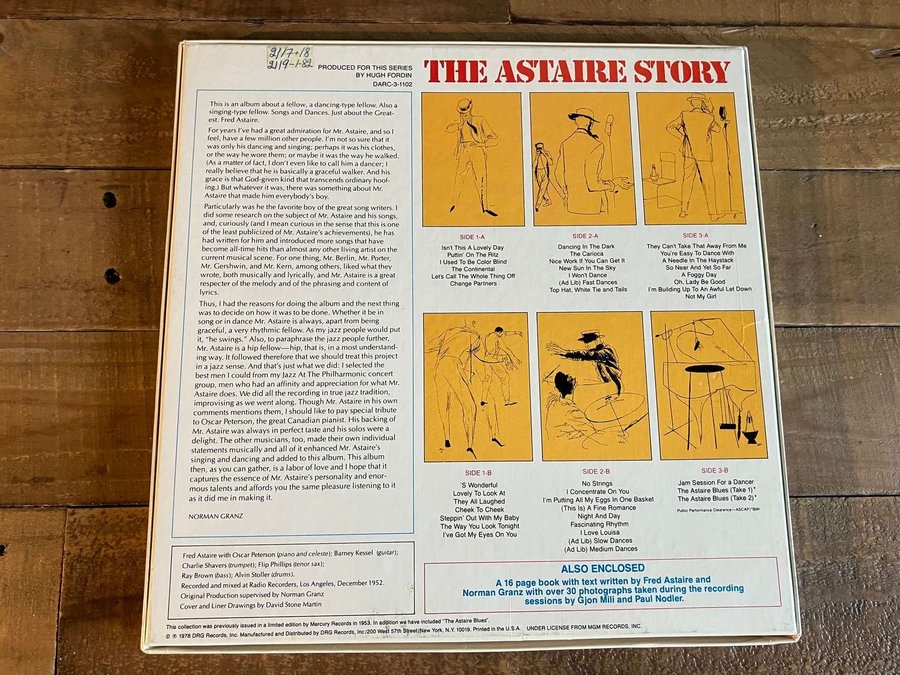 2/7+18
2119-1-82
PRODUCED FOR THIS SERIES
BY HUGH FORDIN
DARC-3-1102
THE ASTAIRE STORY
This is an album about a fellow, a dancing-type fellow. Also a
singing-type fellow. Songs and Dances. Just about the Great-
est. Fred Astaire.
For years I've had a great admiration for Mr. Astaire, and so I
feel, have a few million other people. I'm not so sure that it
was only his dancing and singing; perhaps it was his clothes,
or the way he wore them; or maybe it was the way he walked.
(As a matter of fact, I don't even like to call him a dancer; I
really believe that he is basically a graceful walker. And his
grace is that God-given kind that transcends ordinary hoof-
ing.) But whatever it was, there was something about Mr.
Astaire that made him everybody's boy.
Particularly was he the favorite boy of the great song writers. I
did some research on the subject of Mr. Astaire and his songs,
and, curiously (and I mean curious in the sense that this is one
of the least publicized of Mr. Astaire's achievements), he has
had written for him and introduced more songs that have
become all-time hits than almost any other living artist on the
current musical scene. For one thing, Mr. Berlin, Mr. Porter,
Mr. Gershwin, and Mr. Kern, among others, liked what they
wrote, both musically and lyrically, and Mr. Astaire is a great
respecter of the melody and of the phrasing and content of
lyrics.
Thus, I had the reasons for doing the album and the next thing
was to decide on how it was to be done. Whether it be in
song or in dance Mr. Astaire is always, apart from being
graceful, a very rhythmic fellow. As my jazz people would put
it, "he swings." Also, to paraphrase the jazz people further,
Mr. Astaire is a hip fellow—hip, that is, in a most understand-
ing way. It followed therefore that we should treat this project
in a jazz sense. And that's just what we did: I selected the
best men I could from my Jazz At The Philharmonic concert
group, men who had an affinity and appreciation for what Mr.
Astaire does. We did all the recording in true jazz tradition,
improvising as we went along. Though Mr. Astaire in his own
comments mentions them, I should like to pay special tribute
to Oscar Peterson, the great Canadian pianist. His backing of
Mr. Astaire was always in perfect taste and his solos were a
delight. The other musicians, too, made their own individual
statements musically and all of it enhanced Mr. Astaire's
singing and dancing and added to this album. This album
then, as you can gather, is a labor of love and I hope that it
captures the essence of Mr. Astaire's personality and enor-
mous talents and affords you the same pleasure listening to it
as it did me in making it.
NORMAN GRANZ
Fred Astaire with Oscar Peterson (piano and celeste); Barney Kessel (guitar);
Charlie Shavers (trumpet); Flip Phillips (tenor sax);
Ray Brown (bass); Alvin Stoller (drums).
Recorded and mixed at Radio Recorders, Los Angeles, December 1952.
Original Production supervised by Norman Granz
Cover and Liner Drawings by David Stone Martin
SIDE 1-A
Isn't This A Lovely Day
Puttin' On The Ritz
I Used To Be Color Blind
The Continental
Let's Call The Whole Thing Off
Change Partners
SIDE 2-A
Dancing In The Dark
The Carioca
Nice Work If You Can Get It
New Sun In The Sky
I Won't Dance
(Ad Lib) Fast Dances
Top Hat, White Tie and Tails
SIDE 3-A
They Can't Take That Away From Me
You're Easy To Dance With
A Needle In The Haystack
So Near And Yet So Far
A Foggy Day
Oh, Lady Be Good
I'm Building Up To An Awful Let Down
Not My Girl
SIDE 1-B
'S Wonderful
Lovely To Look At
They All Laughed
Cheek To Cheek
Steppin' Out With My Baby
The Way You Look Tonight
I've Got My Eyes On You
SIDE 2-B
No Strings
I Concentrate On You
I'm Putting All My Eggs In One Basket
(This Is) A Fine Romance
Night And Day
Fascinating Rhythm
I Love Louisa
(Ad Lib) Slow Dances
(Ad Lib) Medium Dances
SIDE 3-B
Jam Session For a Dancer
The Astaire Blues (Take 1)*
The Astaire Blues (Take 2)*
Public Performance Clearance—ASCAP/*BMI
ALSO ENCLOSED
A 16 page book with text written by Fred Astaire and
Norman Granz with over 30 photographs taken during the recording
sessions by Gjon Mili and Paul Nodler.
This collection was previously issued in a limited edition by Mercury Records in 1953. In addition we have included "The Astaire Blues".
© ℗ 1978 DRG Records, Inc. Manufactured and Distributed by DRG Records, Inc./200 West 57th Street/New York, N.Y. 10019. Printed in the U.S.A. UNDER LICENSE FROM MGM RECORDS, INC.